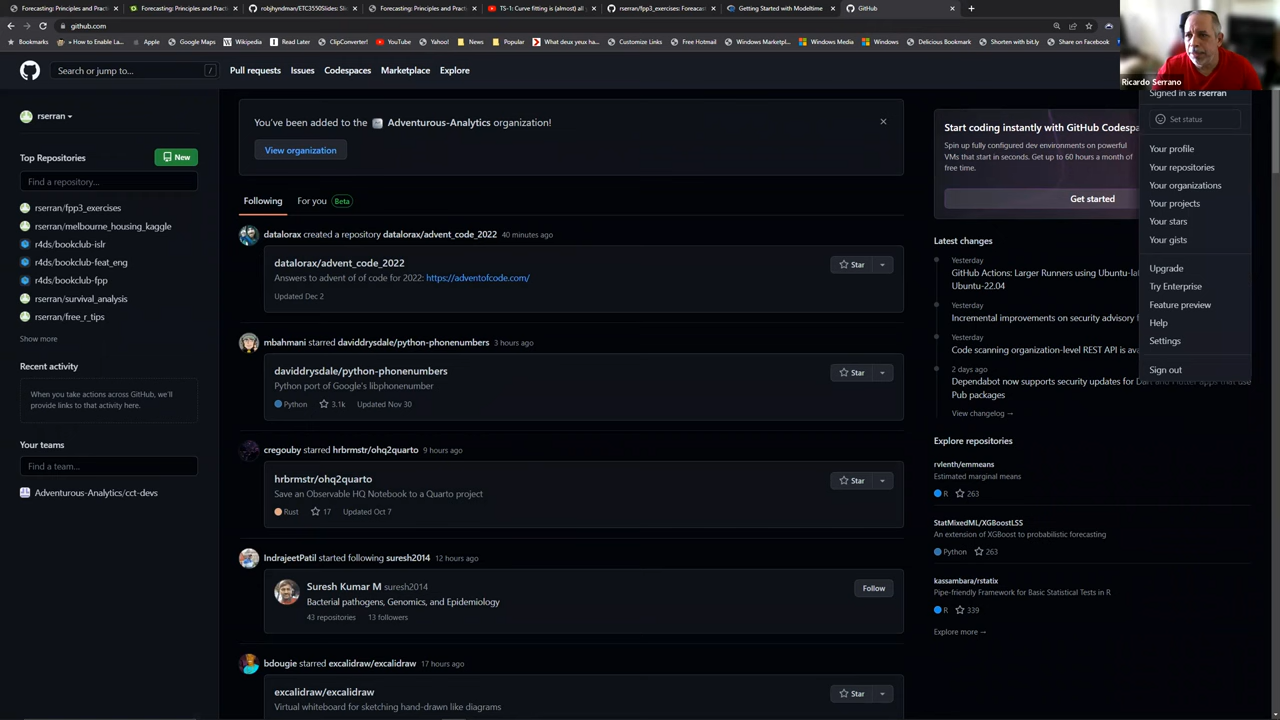 Forecasting: Principles and Pract
Forecasting: Principles and Pract
robjhyndman/ETC3550Slides: Slid
Forecasting: Principles and Pract
TS-1: Curve fitting is (almost) all
rserran/fpp3_exercises: Forecast
Getting Started with Modeltime
GitHub
github.com
Bookmarks
How to Enable La
Apple
Google Maps
Wikipedia
Read Later
ClipConverter!
YouTube
Yahoo!
News
Popular
What deux yeux ha
Customize Links
Free Hotmail
Windows Marketpl
Windows Media
Windows
Delicious Bookmark
Shorten with bit.ly
Share on Facebook
Ricardo Serrano
Search or jump to...
/
Pull requests
Issues
Codespaces
Marketplace
Explore
rserran
Top Repositories
New
Find a repository...
rserran/fpp3_exercises
rserran/melbourne_housing_kaggle
r4ds/bookclub-islr
r4ds/bookclub-feat_eng
r4ds/bookclub-fpp
rserran/survival_analysis
rserran/free_r_tips
Show more
Recent activity
When you take actions across GitHub, we'll
provide links to that activity here.
Your teams
Find a team...
Adventurous-Analytics/cct-devs
You've been added to the Adventurous-Analytics organization!
View organization
Following
For you Beta
datalorax created a repository datalorax/advent_code_2022 40 minutes ago
datalorax/advent_code_2022
Star
Answers to advent of of code for 2022: https://adventofcode.com/
Updated Dec 2
mbahmani starred daviddrysdale/python-phonenumbers 3 hours ago
daviddrysdale/python-phonenumbers
Star
Python port of Google's libphonenumber
Python 3.1k Updated Nov 30
cregouby starred hrbrmstr/ohq2quarto 9 hours ago
hrbrmstr/ohq2quarto
Star
Save an Observable HQ Notebook to a Quarto project
Rust 17 Updated Oct 7
IndrajeetPatil started following suresh2014 12 hours ago
Suresh Kumar M suresh2014
Follow
Bacterial pathogens, Genomics, and Epidemiology
43 repositories 13 followers
bdougie starred excalidraw/excalidraw 17 hours ago
excalidraw/excalidraw
Star
Virtual whiteboard for sketching hand-drawn like diagrams
Start coding instantly with GitHub Codespa
Spin up fully configured dev environments on powerful
VMs that start in seconds. Get up to 60 hours a month of
free time.
Get started
Latest changes
Yesterday
GitHub Actions: Larger Runners using Ubuntu-lat
Ubuntu-22.04
Yesterday
Incremental improvements on security advisory f
Yesterday
Code scanning organization-level REST API is ava
2 days ago
Dependabot now supports security updates for Dart and Flutter apps that use
Pub packages
View changelog →
Explore repositories
rvlenth/emmeans
Estimated marginal means
R 263
StatMixedML/XGBoostLSS
An extension of XGBoost to probabilistic forecasting
Python 263
kassambara/rstatix
Pipe-friendly Framework for Basic Statistical Tests in R
R 339
Explore more →
Signed in as rserran
Set status
Your profile
Your repositories
Your organizations
Your projects
Your stars
Your gists
Upgrade
Try Enterprise
Feature preview
Help
Settings
Sign out